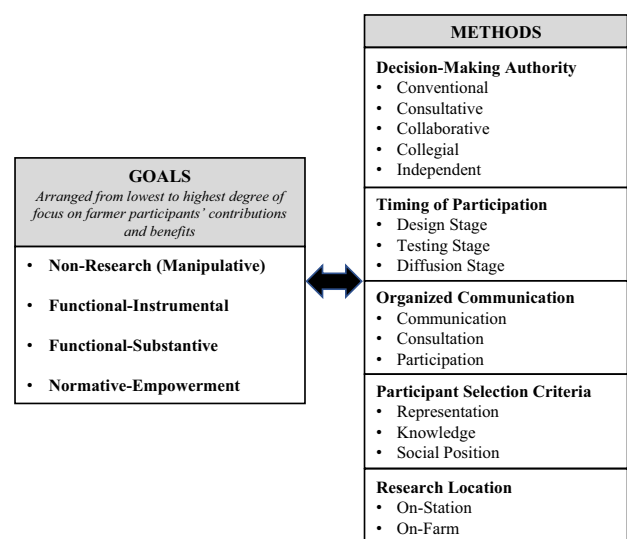 GOALS
Arranged from lowest to highest degree of
focus on farmer participants' contributions
and benefits
• Non-Research (Manipulative)
• Functional-Instrumental
• Functional-Substantive
• Normative-Empowerment
METHODS
Decision-Making Authority
• Conventional
• Consultative
• Collaborative
• Collegial
• Independent
Timing of Participation
• Design Stage
• Testing Stage
• Diffusion Stage
Organized Communication
• Communication
• Consultation
• Participation
Participant Selection Criteria
• Representation
• Knowledge
• Social Position
Research Location
• On-Station
• On-Farm